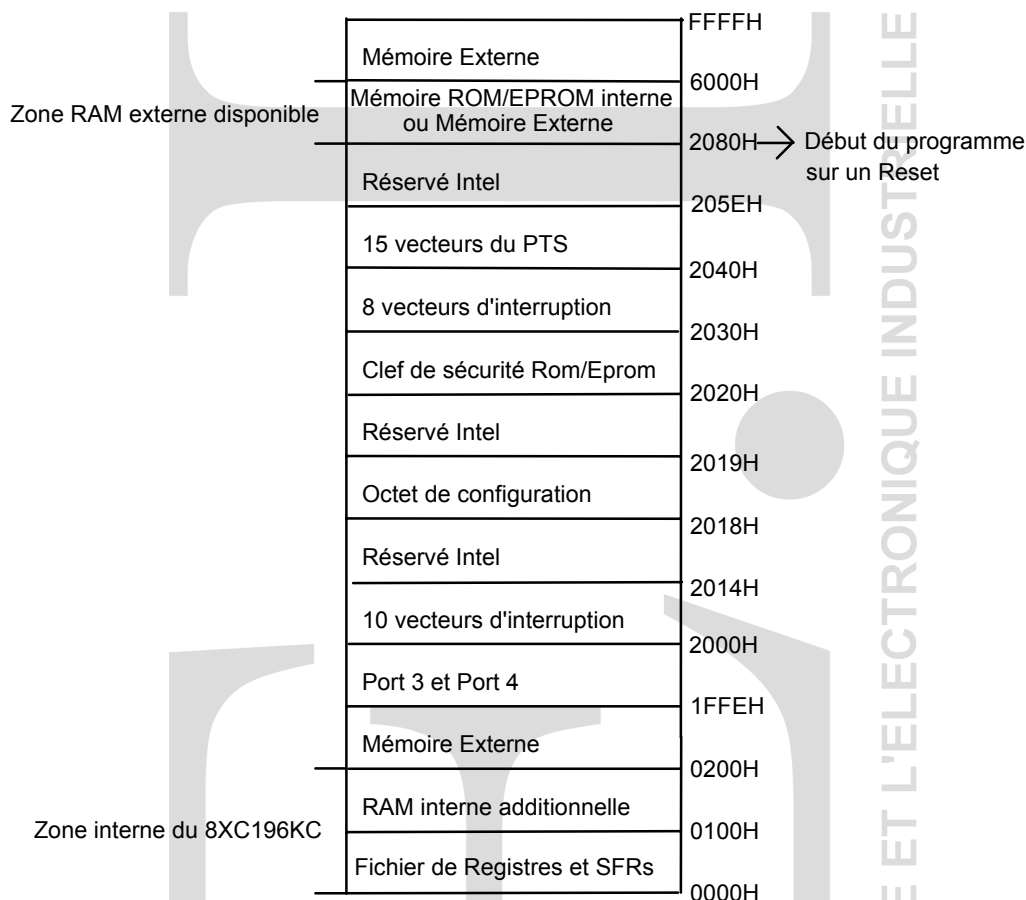 FFFFH
Mémoire Externe
6000H
Zone RAM externe disponible
Mémoire ROM/EPROM interne
ou Mémoire Externe
2080H
Début du programme
sur un Reset
Réservé Intel
205EH
15 vecteurs du PTS
2040H
8 vecteurs d'interruption
2030H
Clef de sécurité Rom/Eprom
2020H
Réservé Intel
2019H
Octet de configuration
2018H
Réservé Intel
2014H
10 vecteurs d'interruption
2000H
Port 3 et Port 4
1FFEH
Mémoire Externe
0200H
RAM interne additionnelle
Zone interne du 8XC196KC
0100H
Fichier de Registres et SFRs
0000H
E ET L'ELECTRONIQUE INDUSTRIELLE